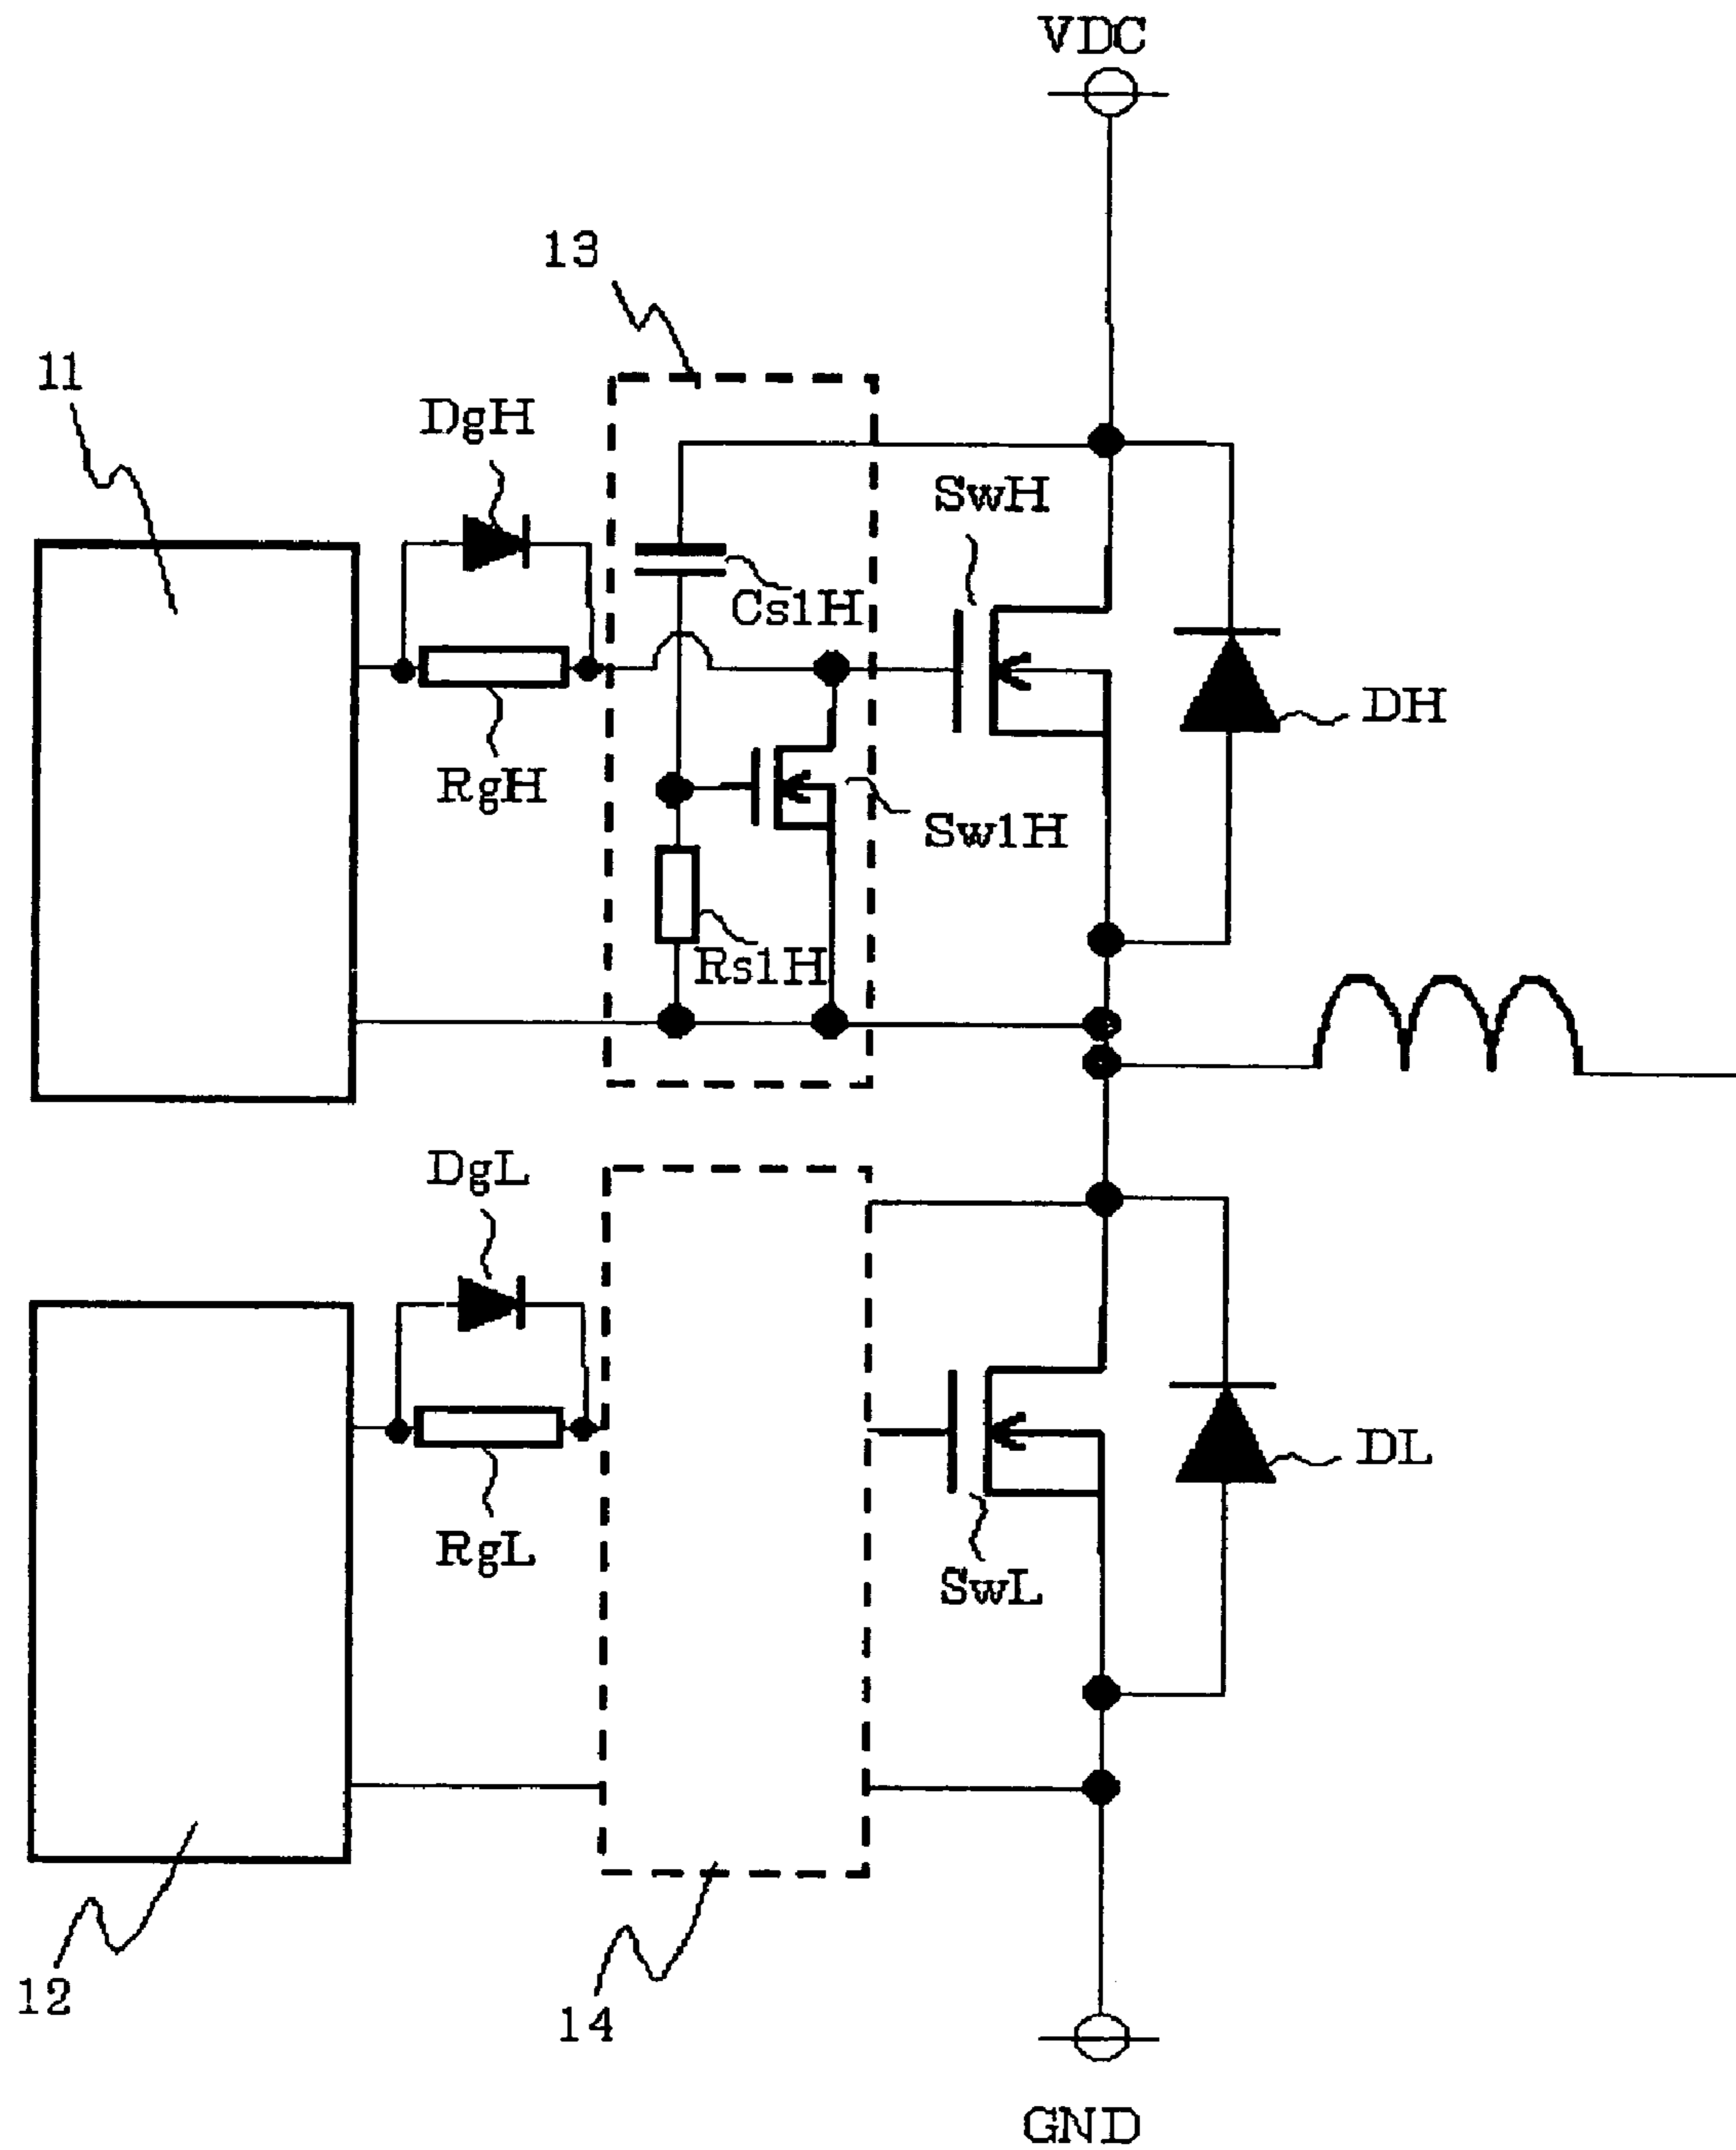 VDC
13
11
DgH
SwH
Cs1H
DH
RgH
Sw1H
Rs1H
DgL
DL
RgL
SwL
12
14
GND